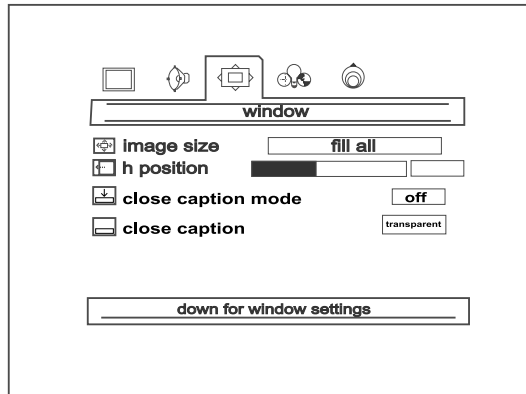 window
image size fill all
h position
close caption mode off
close caption transparent
down for window settings